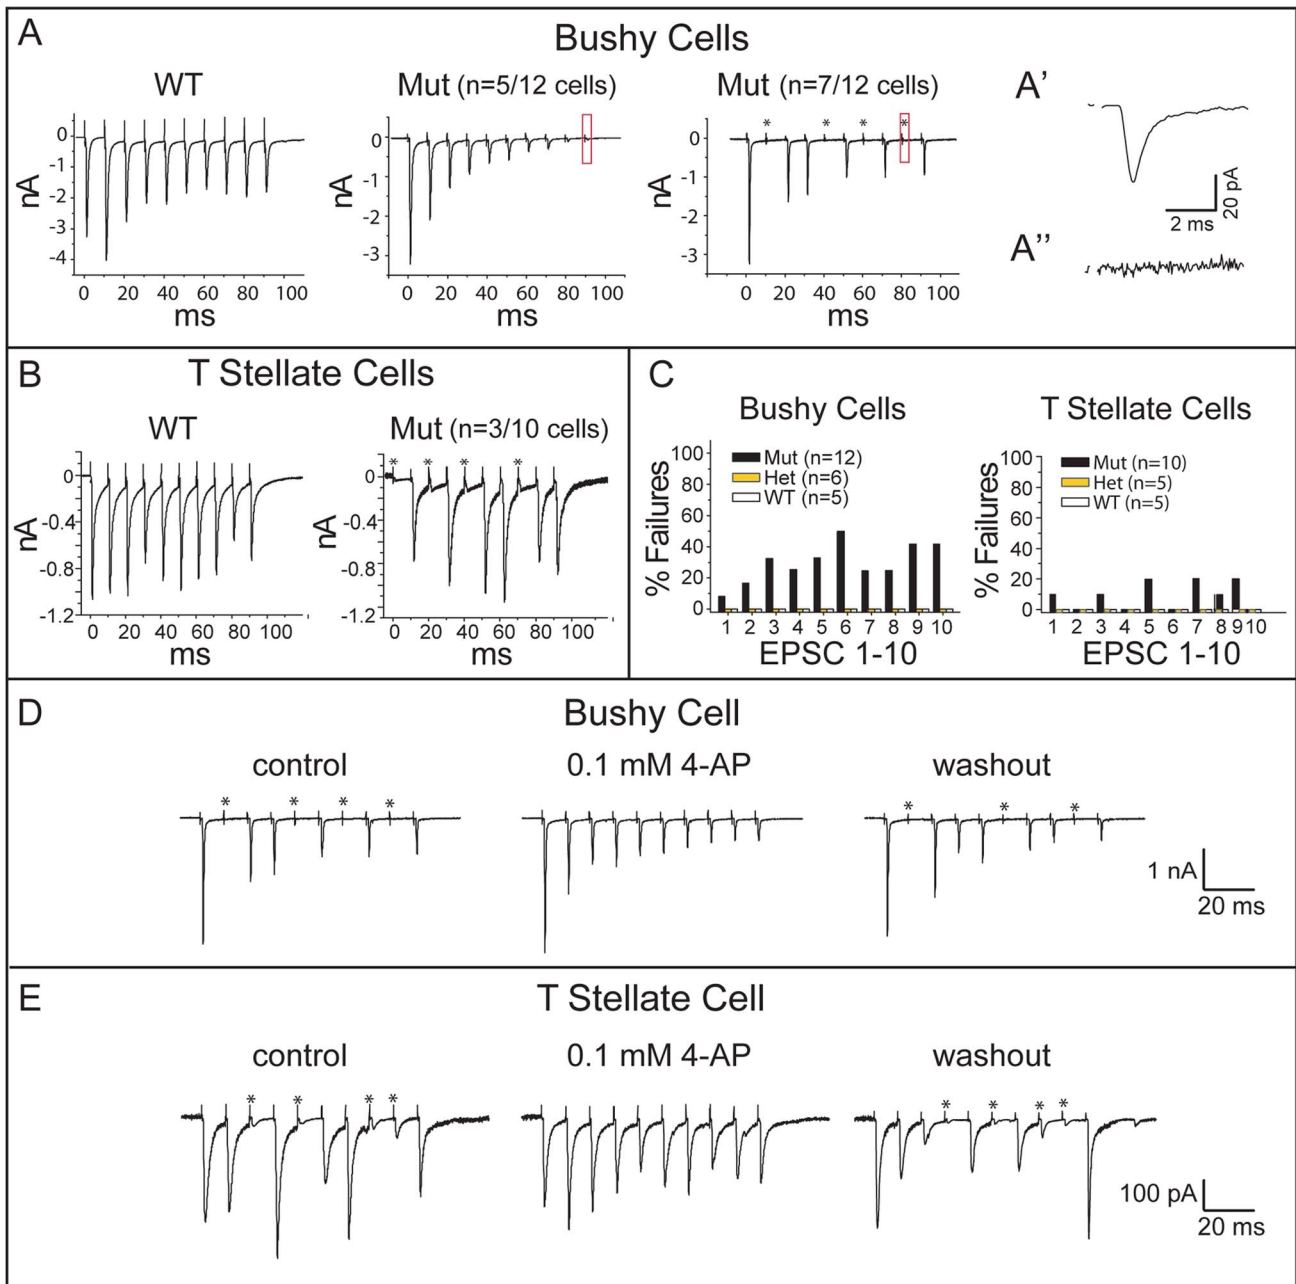 A
Bushy Cells
WT
Mut (n=5/12 cells)
Mut (n=7/12 cells)
A’
0
-1
-2
-3
-4
nA
0 20 40 60 80 100
ms
0
-1
-2
-3
nA
0 20 40 60 80 100
ms
* * * *
0
-1
-2
-3
nA
0 20 40 60 80 100
ms
20 pA
2 ms
A’’
B
T Stellate Cells
WT
0
-0.4
-0.8
-1.2
nA
0 20 40 60 80 100
ms
Mut (n=3/10 cells)
* * * *
0
-0.4
-0.8
-1.2
nA
0 20 40 60 80 100
ms
C
Bushy Cells
Mut (n=12)
Het (n=6)
WT (n=5)
100
80
60
40
20
0
% Failures
1 2 3 4 5 6 7 8 9 10
EPSC 1-10
T Stellate Cells
Mut (n=10)
Het (n=5)
WT (n=5)
100
80
60
40
20
0
% Failures
1 2 3 4 5 6 7 8 9 10
EPSC 1-10
D
Bushy Cell
control
0.1 mM 4-AP
washout
* * * *
* * *
1 nA
20 ms
E
T Stellate Cell
control
0.1 mM 4-AP
washout
* * * *
* * * *
100 pA
20 ms